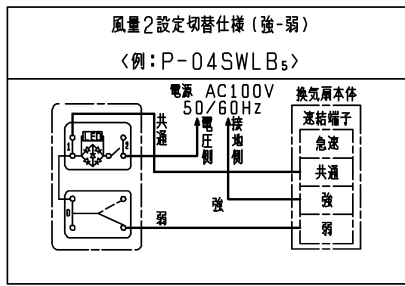 風量2設定切替仕様(強-弱)
〈例:P-04SWLB₅〉
電源 AC100V
50/60Hz
換気扇本体
速結端子
急速
共通
強
弱
共通
電圧側
接地側
LED
1
2
0
強
弱